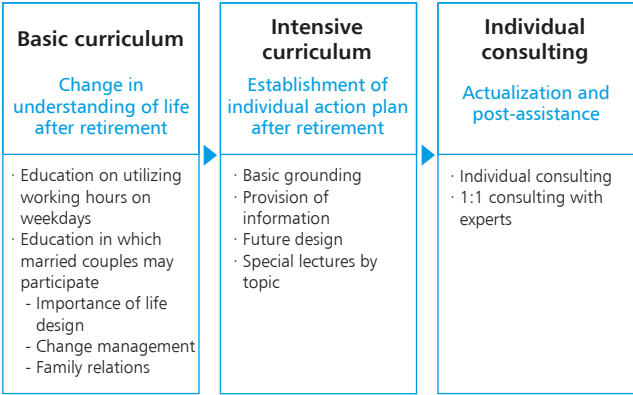 Basic curriculum
Change in
understanding of life
after retirement
· Education on utilizing
working hours on
weekdays
· Education in which
married couples may
participate
- Importance of life
design
- Change management
- Family relations
Intensive
curriculum
Establishment of
individual action plan
after retirement
· Basic grounding
· Provision of
information
· Future design
· Special lectures by
topic
Individual
consulting
Actualization and
post-assistance
· Individual consulting
· 1:1 consulting with
experts